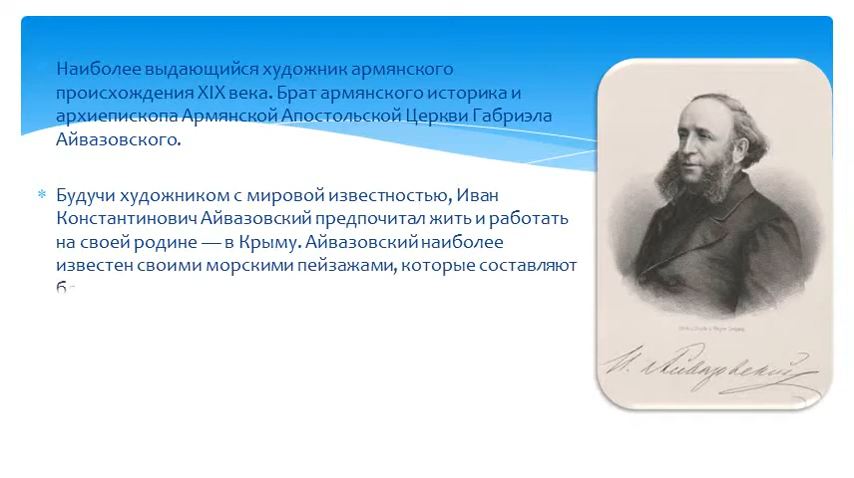 Наиболее выдающийся художник армянского
происхождения XIX века. Брат армянского историка и
архиепископа Армянской Апостольской Церкви Габриэла
Айвазовского.
Будучи художником с мировой известностью, Иван
Константинович Айвазовский предпочитал жить и работать
на своей родине — в Крыму. Айвазовский наиболее
известен своими морскими пейзажами, которые составляют
И. Айвазовский